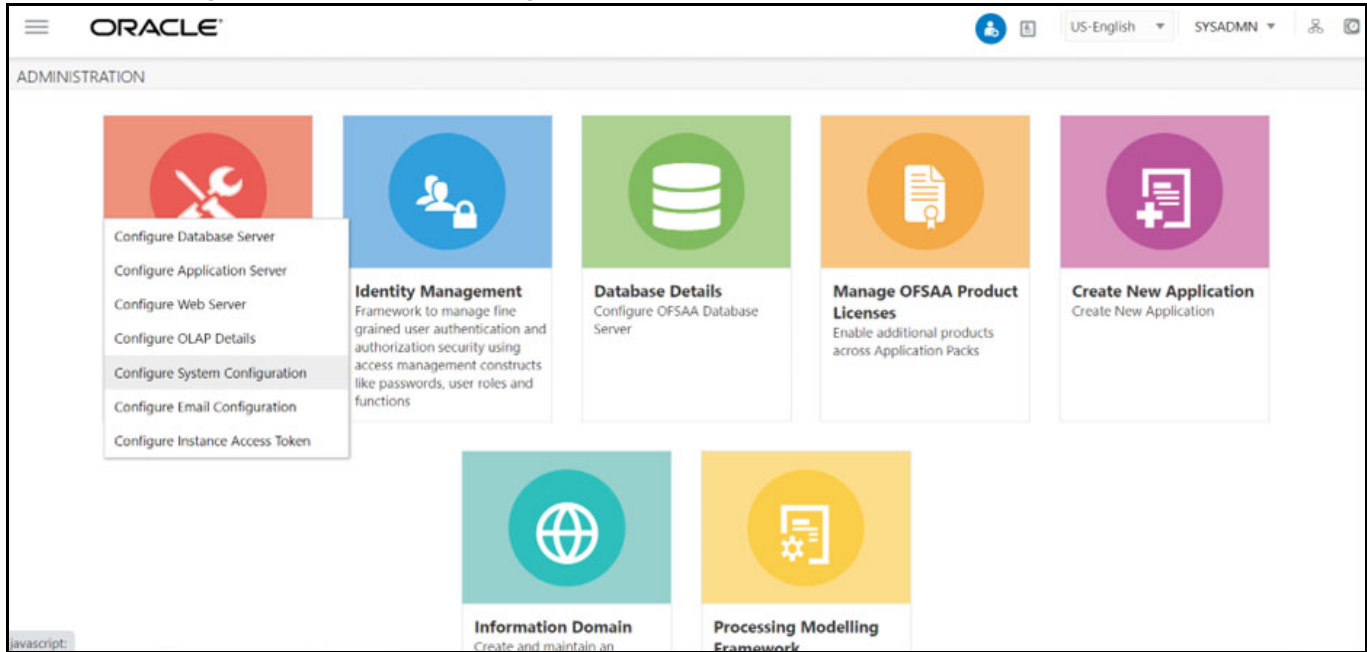 ORACLE
US-English
SYSADMN
ADMINISTRATION
Configure Database Server
Configure Application Server
Configure Web Server
Configure OLAP Details
Configure System Configuration
Configure Email Configuration
Configure Instance Access Token
Identity Management
Framework to manage fine
grained user authentication and
authorization security using
access management constructs
like passwords, user roles and
functions
Database Details
Configure OFSAA Database
Server
Manage OFSAA Product
Licenses
Enable additional products
across Application Packs
Create New Application
Create New Application
Information Domain
Create and maintain an
Processing Modelling
Framework
javascript: